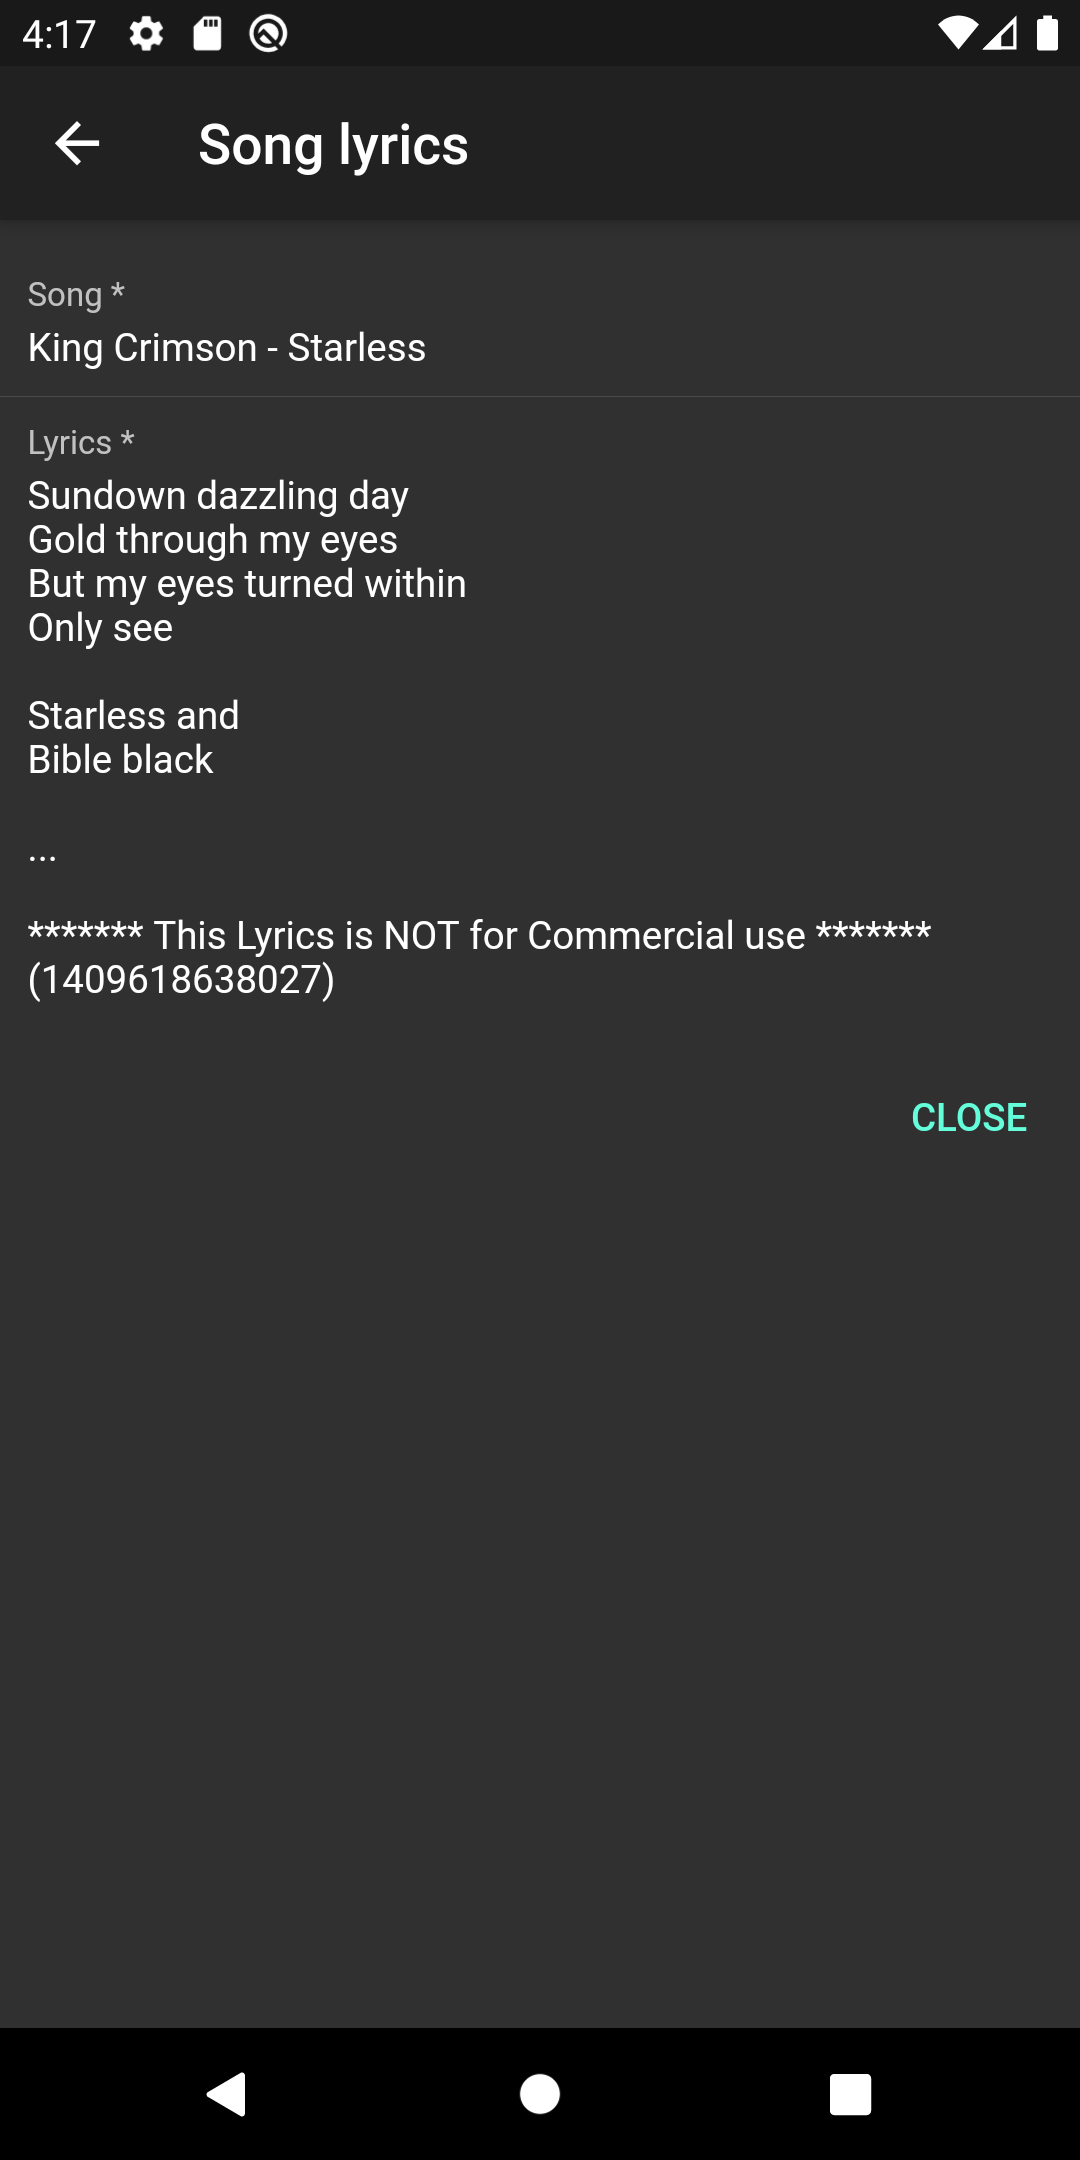 4:17
Song lyrics
Song *
King Crimson - Starless
Lyrics *
Sundown dazzling day
Gold through my eyes
But my eyes turned within
Only see
Starless and
Bible black
...
******* This Lyrics is NOT for Commercial use *******
(1409618638027)
CLOSE